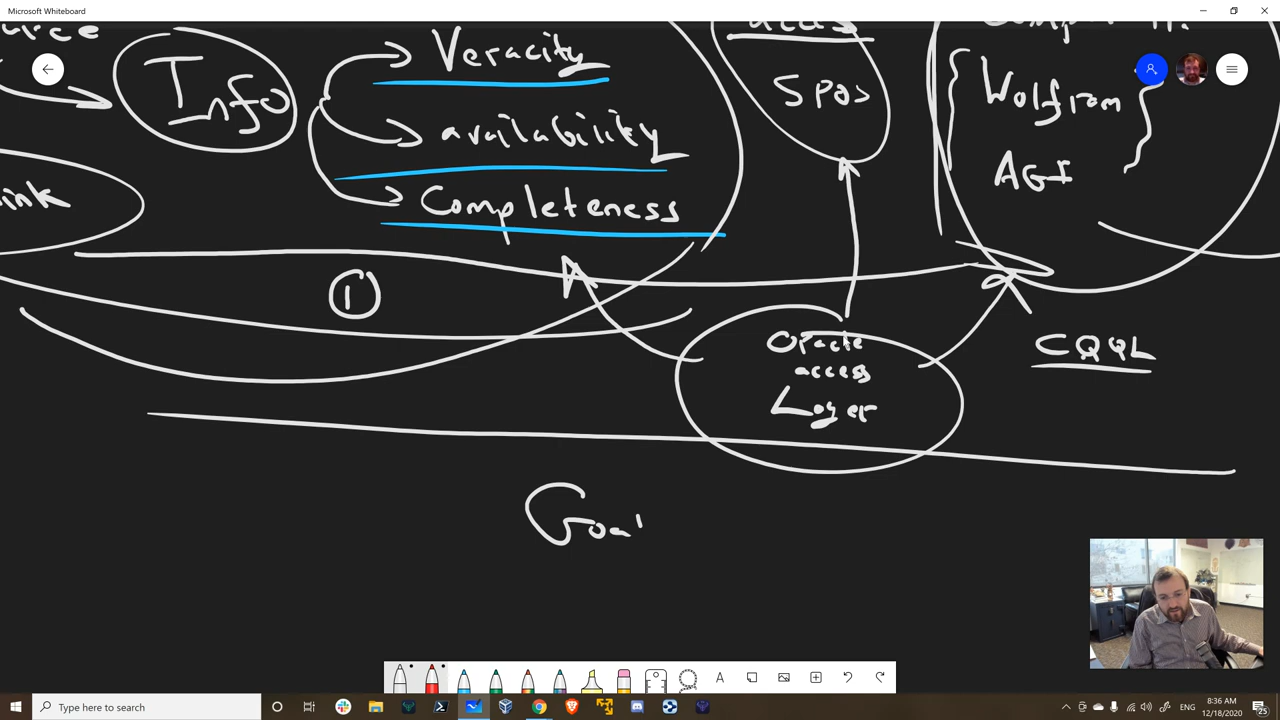 Microsoft Whiteboard
Info
Veracity
availability
Completeness
SPOs
Wolfram
AGI
ink
1
Oracle
access
Layer
CQQL
Goal
A
Type here to search
ENG
8:36 AM
12/18/2020
25